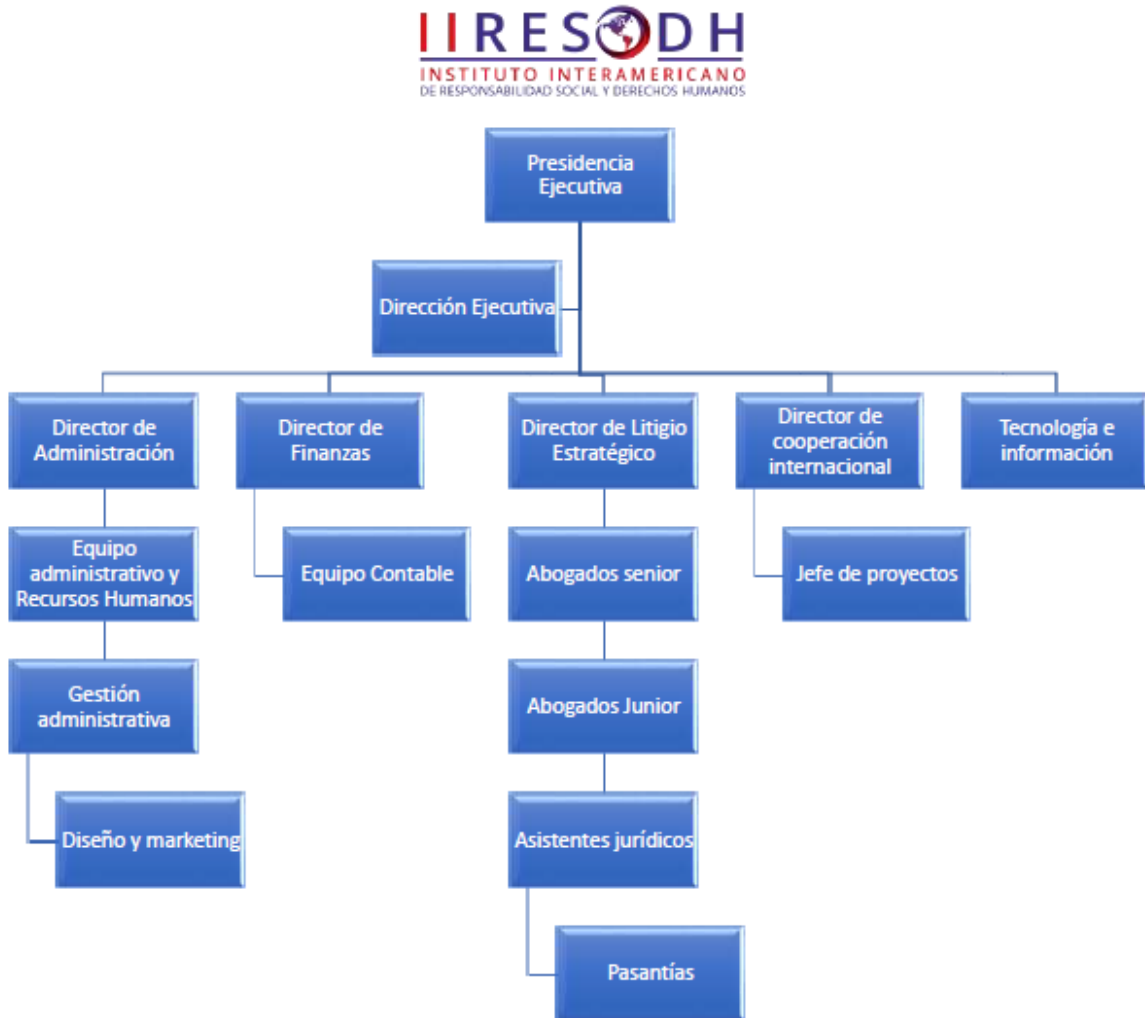 IIRESODH
INSTITUTO INTERAMERICANO
DE RESPONSABILIDAD SOCIAL Y DERECHOS HUMANOS
Presidencia
Ejecutiva
Dirección Ejecutiva
Director de
Administración
Director de
Finanzas
Director de Litigio
Estratégico
Director de
cooperación
internacional
Tecnología e
información
Equipo
administrativo y
Recursos Humanos
Equipo Contable
Abogados senior
Jefe de proyectos
Gestión
administrativa
Abogados Junior
Diseño y marketing
Asistentes jurídicos
Pasantías